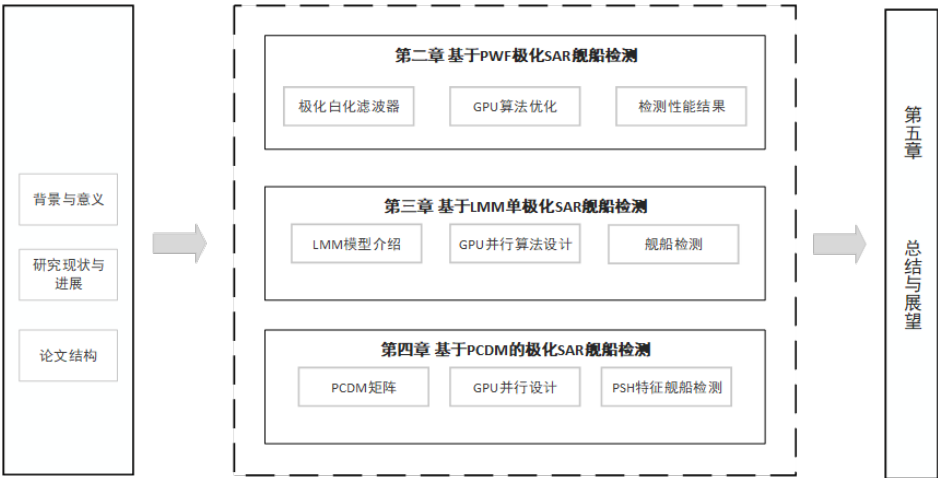 背景与意义
研究现状与
进展
论文结构
第二章 基于PWF极化SAR舰船检测
极化白化滤波器
GPU算法优化
检测性能结果
第三章 基于LMM单极化SAR舰船检测
LMM模型介绍
GPU并行算法设计
舰船检测
第四章 基于PCDM的极化SAR舰船检测
PCDM矩阵
GPU并行设计
PSH特征舰船检测
第五章 总结与展望